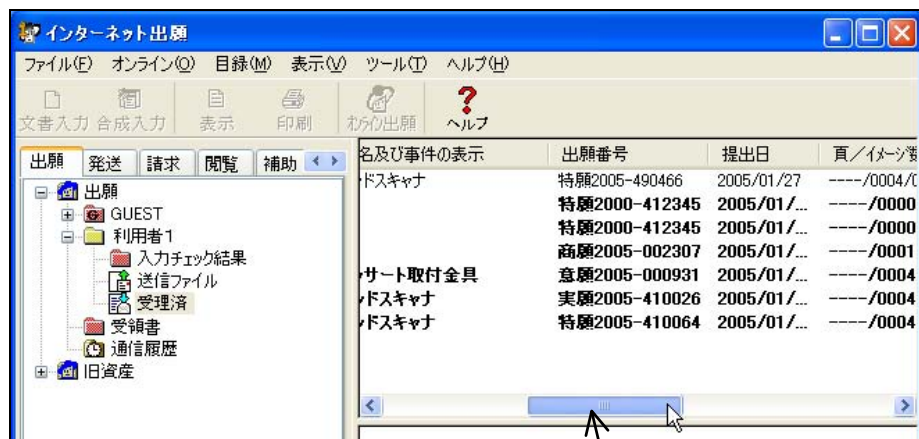 インターネット出願
ファイル(F) オンライン(O) 目録(M) 表示(V) ツール(T) ヘルプ(H)
文書入力 合成入力 表示 印刷 オンライン出願 ヘルプ
出願 発送 請求 閲覧 補助
名及び事件の表示 出願番号 提出日 頁/イメージ数
ドスキャナ 特願2005-490466 2005/01/27 ----/0004/0
特願2000-412345 2005/01/... ----/0000
特願2000-412345 2005/01/... ----/0000
商願2005-002307 2005/01/... ----/0001
サート取付金具 意願2005-000931 2005/01/... ----/0004
ドスキャナ 実願2005-410026 2005/01/... ----/0004
ドスキャナ 特願2005-410064 2005/01/... ----/0004
出願
GUEST
利用者1
入力チェック結果
送信ファイル
受理済
受領書
通信履歴
旧資産